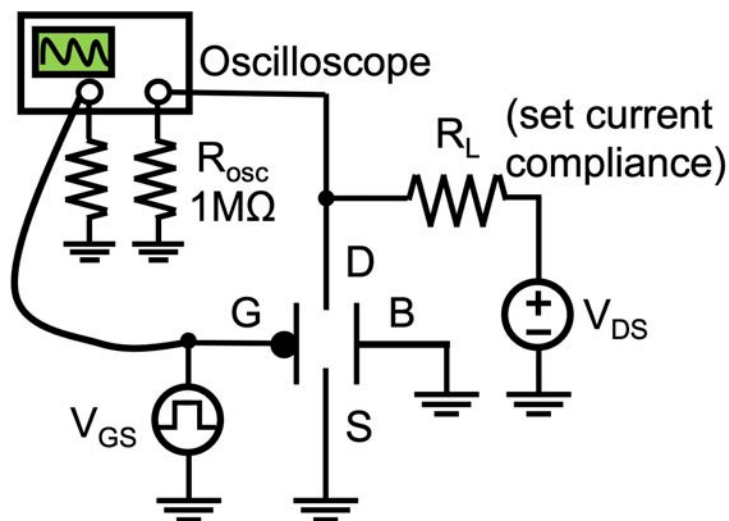 Oscilloscope
R_L
(set current
compliance)
R_osc
1MΩ
D
G
B
V_DS
V_GS
S